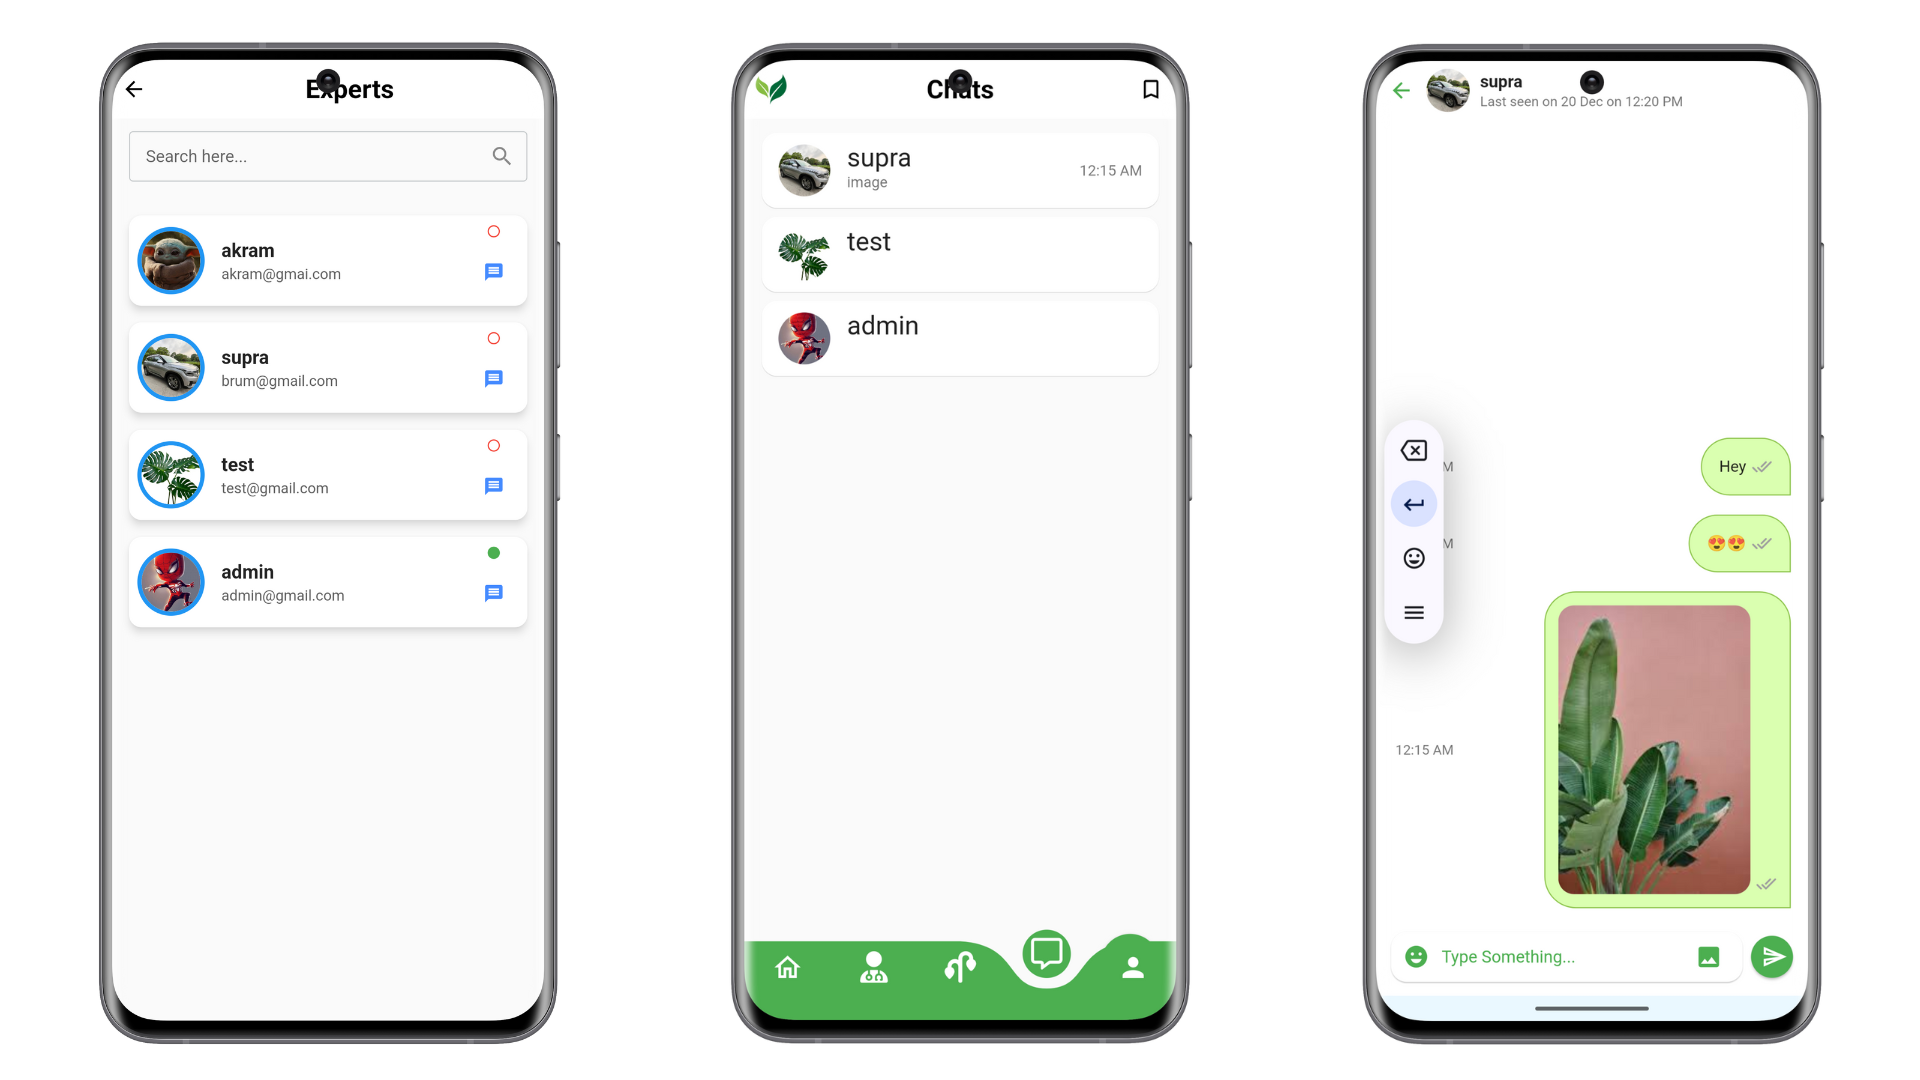 Experts
Search here...
akram
akram@gmai.com
supra
brum@gmail.com
test
test@gmail.com
admin
admin@gmail.com
Chats
supra
image
12:15 AM
test
admin
supra
Last seen on 20 Dec on 12:20 PM
M
Hey
M
😍😍
12:15 AM
Type Something...